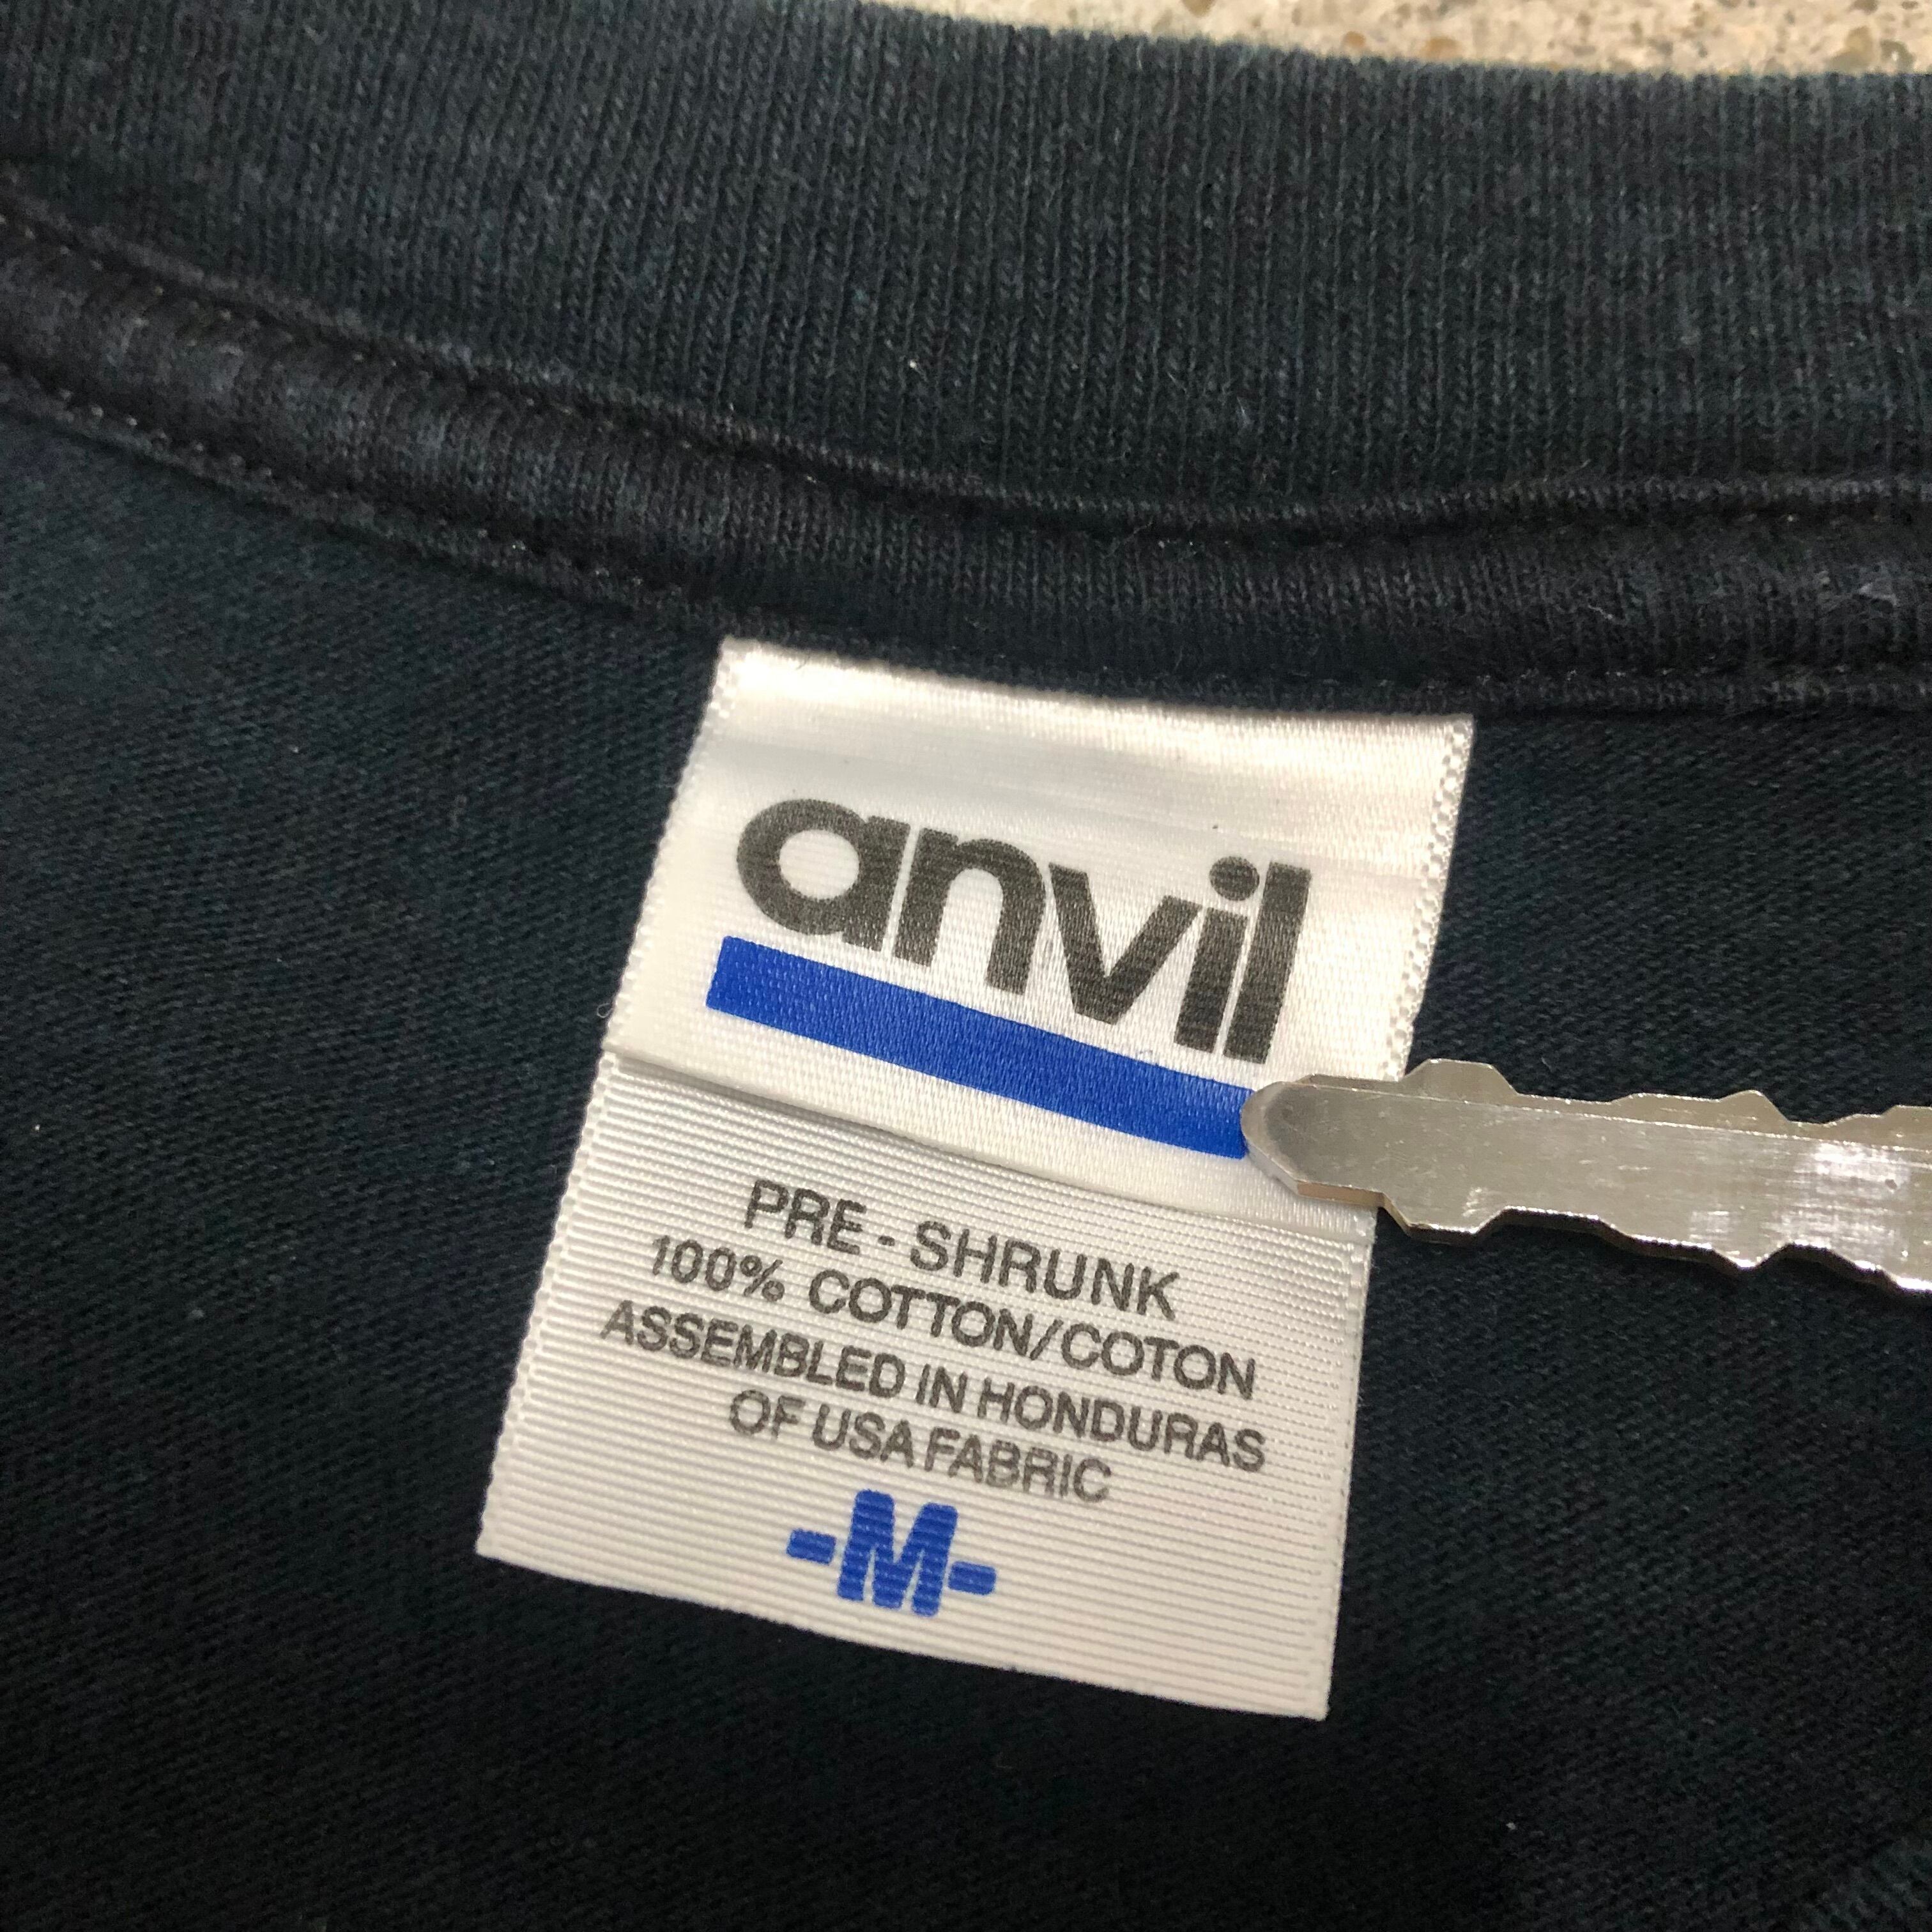 anvil
PRE - SHRUNK
100% COTTON/COTON
ASSEMBLED IN HONDURAS
OF USA FABRIC
-M-